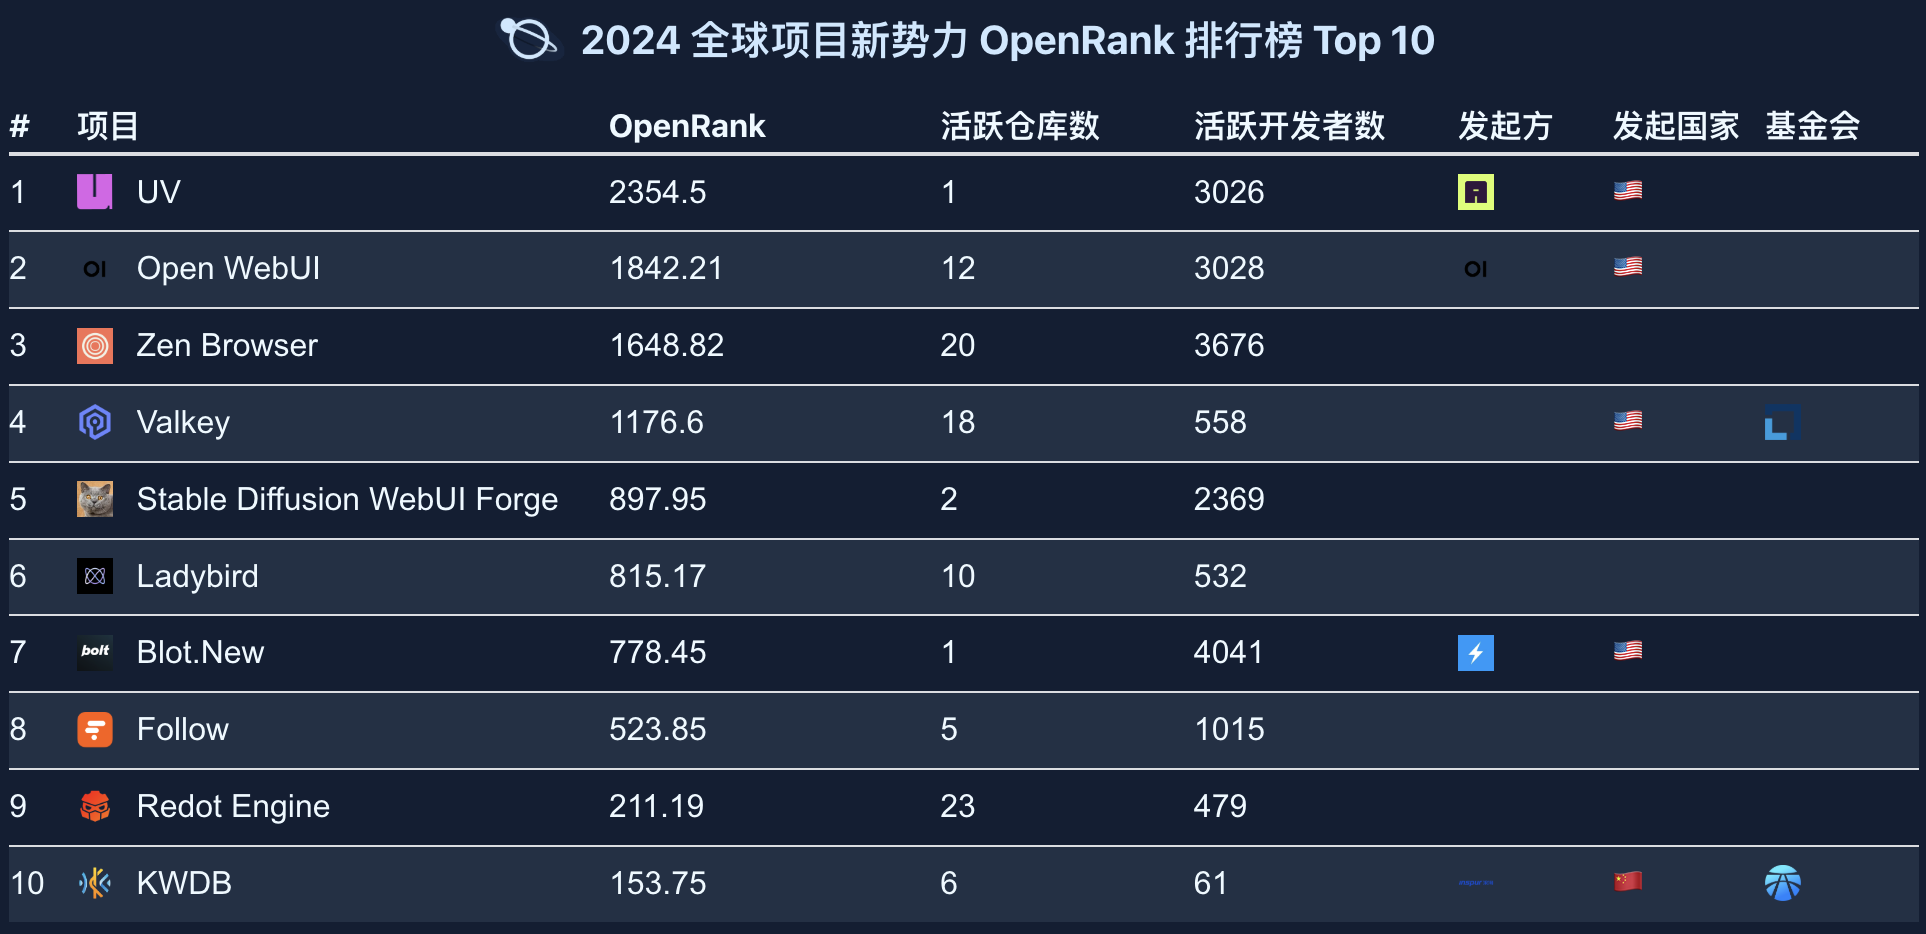 2024 全球项目新势力 OpenRank 排行榜 Top 10
# 项目 OpenRank 活跃仓库数 活跃开发者数 发起方 发起国家 基金会
1 UV 2354.5 1 3026
2 OI Open WebUI 1842.21 12 3028 OI
3 Zen Browser 1648.82 20 3676
4 Valkey 1176.6 18 558
5 Stable Diffusion WebUI Forge 897.95 2 2369
6 Ladybird 815.17 10 532
7 bolt Blot.New 778.45 1 4041
8 Follow 523.85 5 1015
9 Redot Engine 211.19 23 479
10 KWDB 153.75 6 61